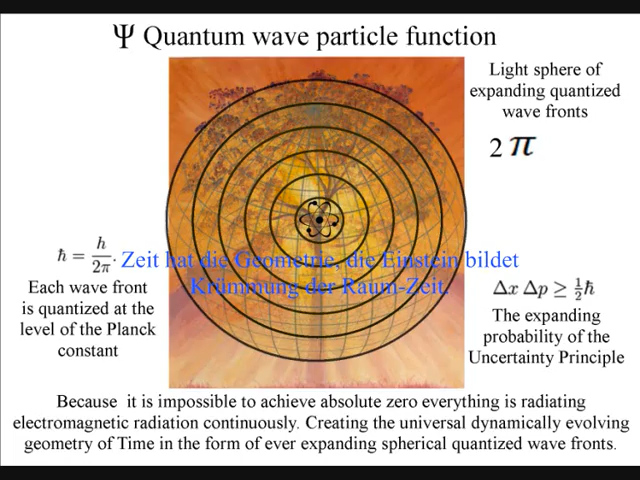 Ψ Quantum wave particle function
Light sphere of
expanding quantized
wave fronts
2 π
ħ = h/2π.
Each wave front
is quantized at the
level of the Planck
constant
Zeit hat die Geometrie, die Einstein bildet
Krümmung der Raum-Zeit.
Δx Δp ≥ ½ħ
The expanding
probability of the
Uncertainty Principle
Because it is impossible to achieve absolute zero everything is radiating
electromagnetic radiation continuously. Creating the universal dynamically evolving
geometry of Time in the form of ever expanding spherical quantized wave fronts.